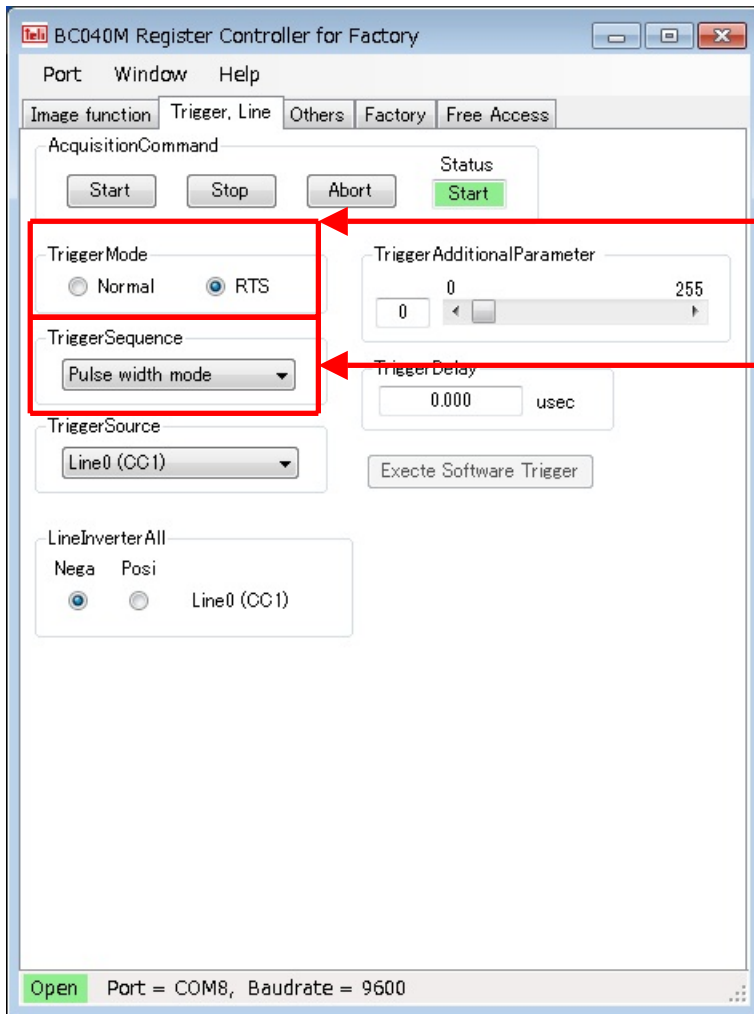 Teli BC040M Register Controller for Factory
Port Window Help
Image function Trigger, Line Others Factory Free Access
AcquisitionCommand
Start Stop Abort
Status
Start
TriggerMode
Normal RTS
TriggerAdditionalParameter
0 255
0
TriggerSequence
Pulse width mode
TriggerDelay
0.000 usec
TriggerSource
Line0 (CC1)
Execte Software Trigger
LineInverterAll
Nega Posi
Line0 (CC1)
Open Port = COM8, Baudrate = 9600